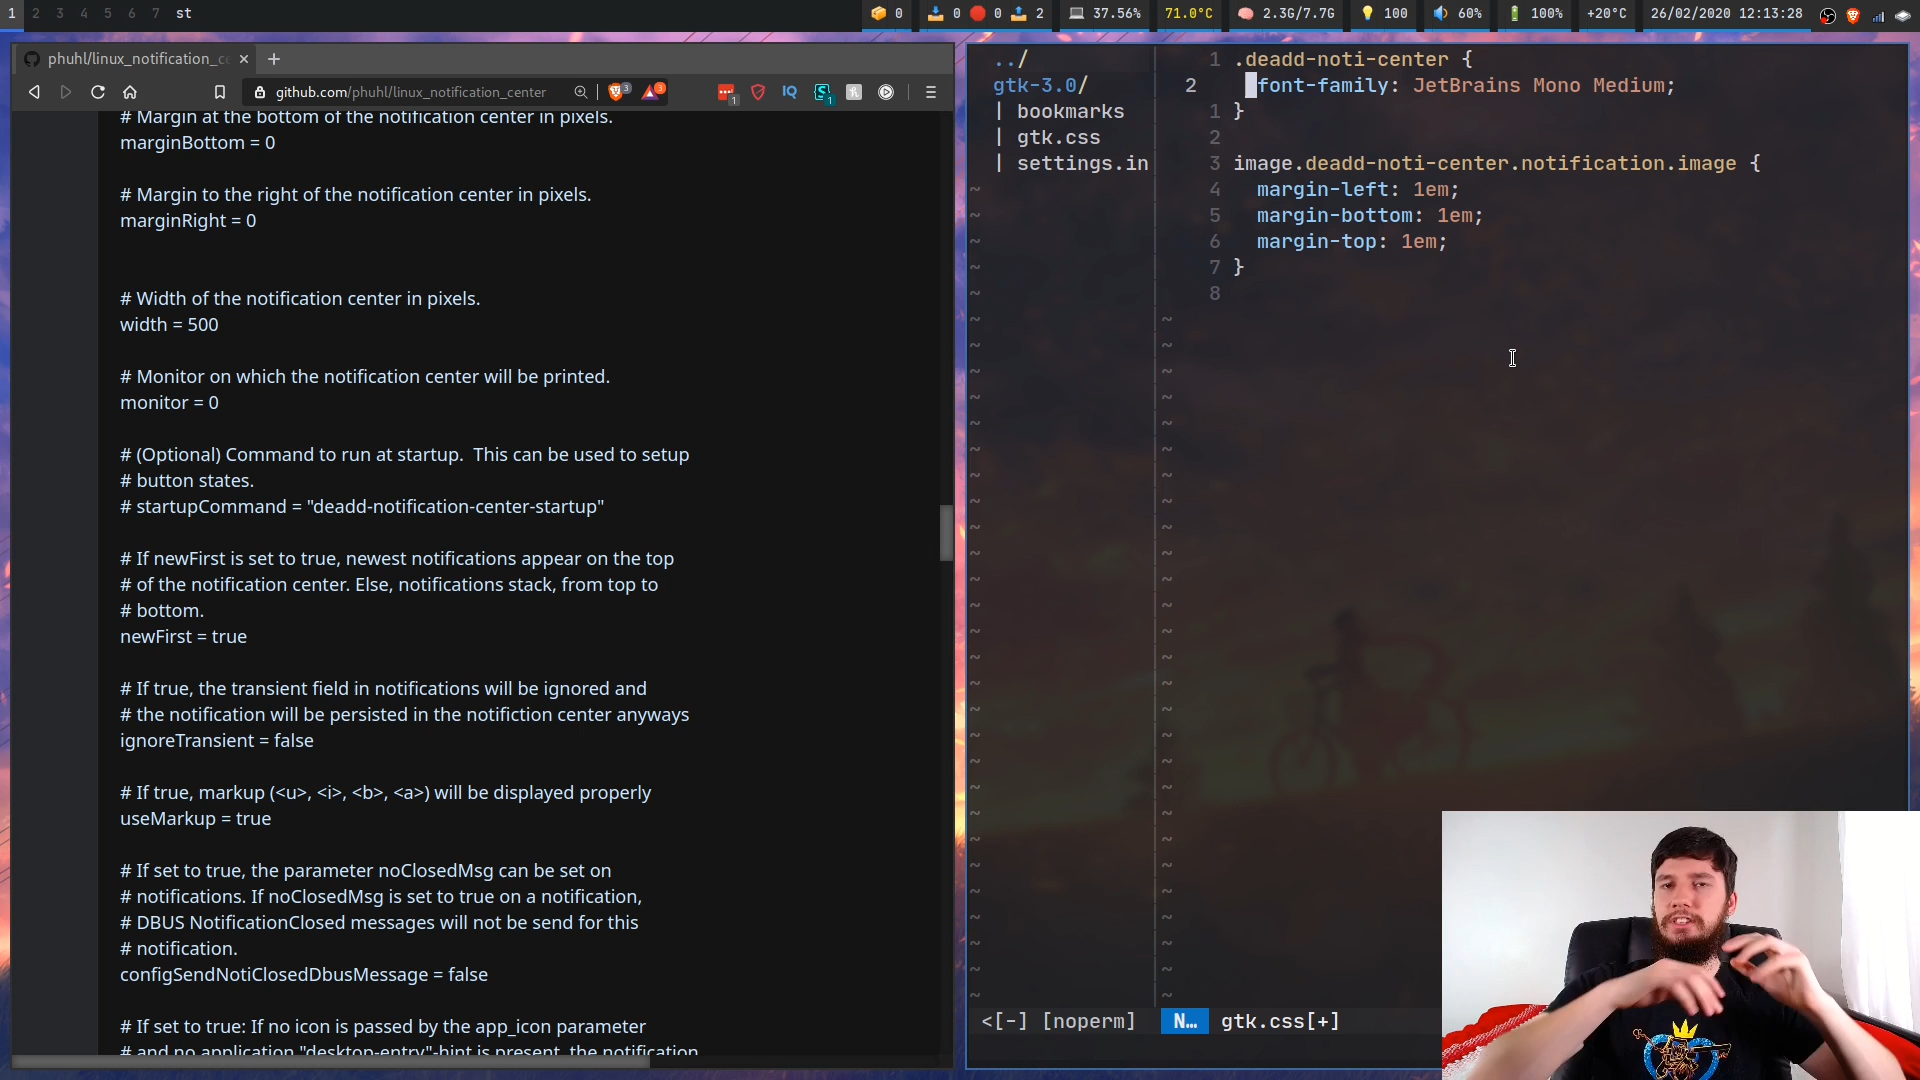 1 2 3 4 5 6 7 st
0 0 0 2 37.56% 71.0°C 2.3G/7.7G 100 60% 100% +20°C 26/02/2020 12:13:28
phuhl/linux_notification_ce
github.com/phuhl/linux_notification_center
# Margin at the bottom of the notification center in pixels.
marginBottom = 0
# Margin to the right of the notification center in pixels.
marginRight = 0
# Width of the notification center in pixels.
width = 500
# Monitor on which the notification center will be printed.
monitor = 0
# (Optional) Command to run at startup.  This can be used to setup
# button states.
# startupCommand = "deadd-notification-center-startup"
# If newFirst is set to true, newest notifications appear on the top
# of the notification center. Else, notifications stack, from top to
# bottom.
newFirst = true
# If true, the transient field in notifications will be ignored and
# the notification will be persisted in the notifiction center anyways
ignoreTransient = false
# If true, markup (<u>, <i>, <b>, <a>) will be displayed properly
useMarkup = true
# If set to true, the parameter noClosedMsg can be set on
# notifications. If noClosedMsg is set to true on a notification,
# DBUS NotificationClosed messages will not be send for this
# notification.
configSendNotiClosedDbusMessage = false
# If set to true: If no icon is passed by the app_icon parameter
# and no application "desktop-entry"-hint is present, the notification
../
gtk-3.0/
| bookmarks
| gtk.css
| settings.in
1 .deadd-noti-center {
2 font-family: JetBrains Mono Medium;
1 }
2
3 image.deadd-noti-center.notification.image {
4 margin-left: 1em;
5 margin-bottom: 1em;
6 margin-top: 1em;
7 }
8
<[-] [noperm] N… gtk.css[+]